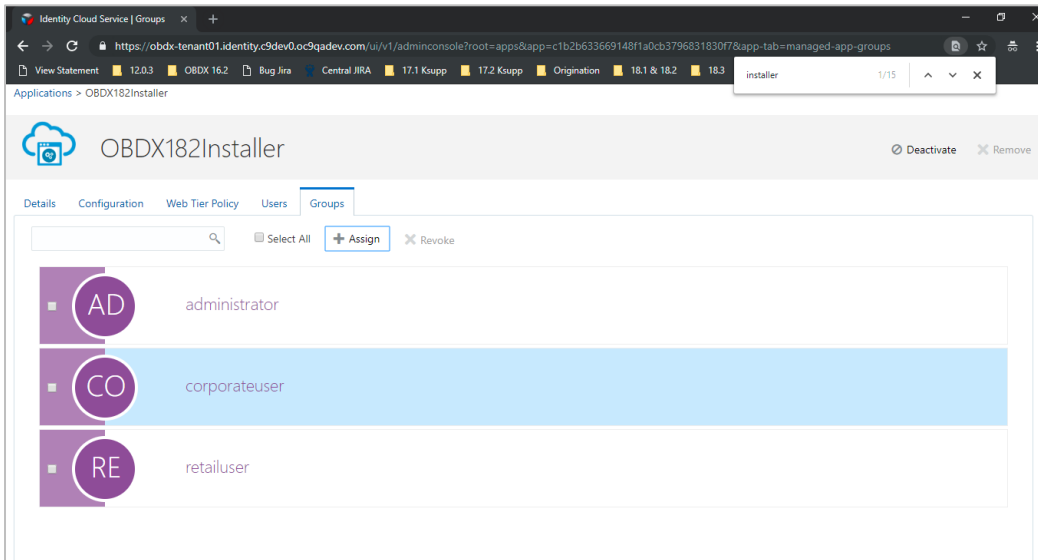 Identity Cloud Service | Groups
https://obdx-tenant01.identity.c9dev0.oc9qadev.com/ui/v1/adminconsole?root=apps&app=c1b2b633669148f1a0cb3796831830f7&app-tab=managed-app-groups
View Statement 12.0.3 OBDX 16.2 Bug Jira Central JIRA 17.1 Ksupp 17.2 Ksupp Origination 18.1 & 18.2 18.3
installer 1/15
Applications > OBDX182Installer
OBDX182Installer
Deactivate Remove
Details Configuration Web Tier Policy Users Groups
Select All Assign Revoke
AD administrator
CO corporateuser
RE retailuser